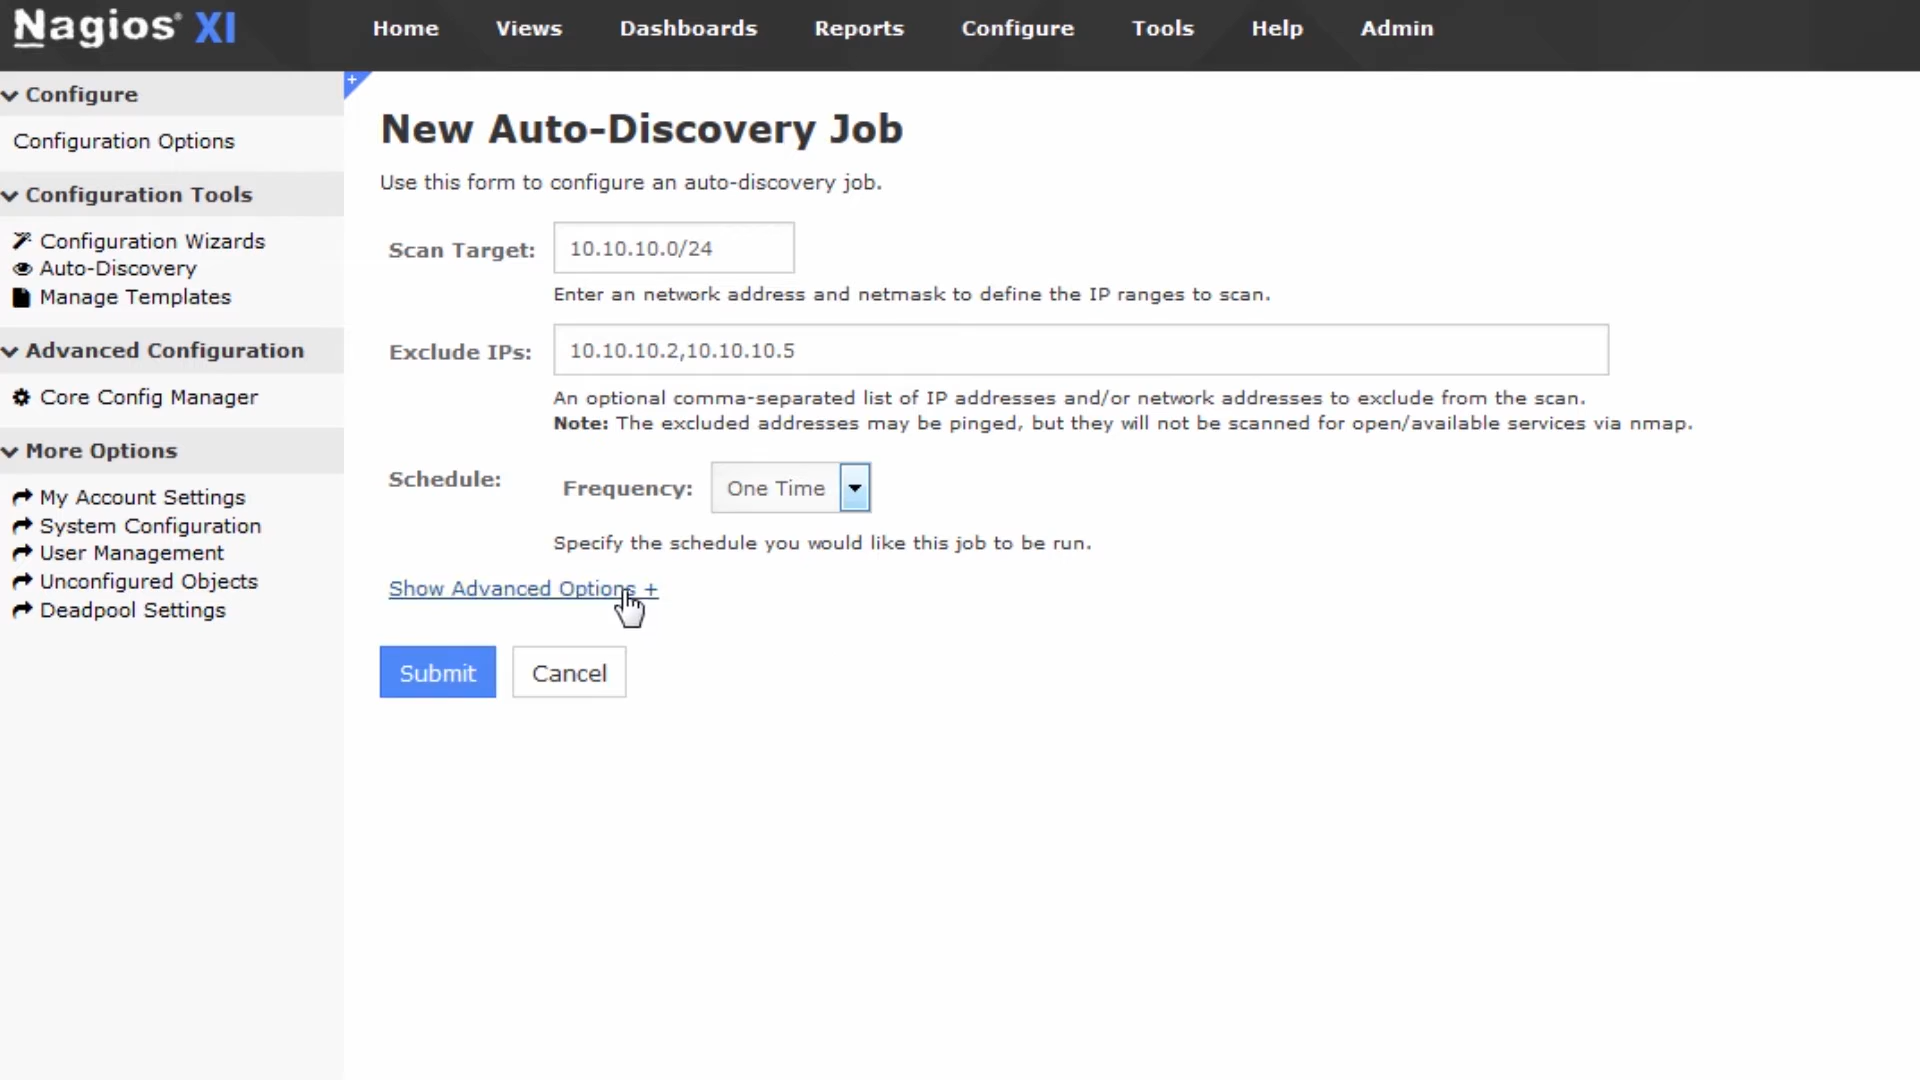 Nagios® XI
Home Views Dashboards Reports Configure Tools Help Admin
Configure
Configuration Options
Configuration Tools
Configuration Wizards
Auto-Discovery
Manage Templates
Advanced Configuration
Core Config Manager
More Options
My Account Settings
System Configuration
User Management
Unconfigured Objects
Deadpool Settings
+
New Auto-Discovery Job
Use this form to configure an auto-discovery job.
Scan Target: 10.10.10.0/24
Enter an network address and netmask to define the IP ranges to scan.
Exclude IPs: 10.10.10.2,10.10.10.5
An optional comma-separated list of IP addresses and/or network addresses to exclude from the scan.
Note: The excluded addresses may be pinged, but they will not be scanned for open/available services via nmap.
Schedule: Frequency: One Time
Specify the schedule you would like this job to be run.
Show Advanced Options +
Submit Cancel